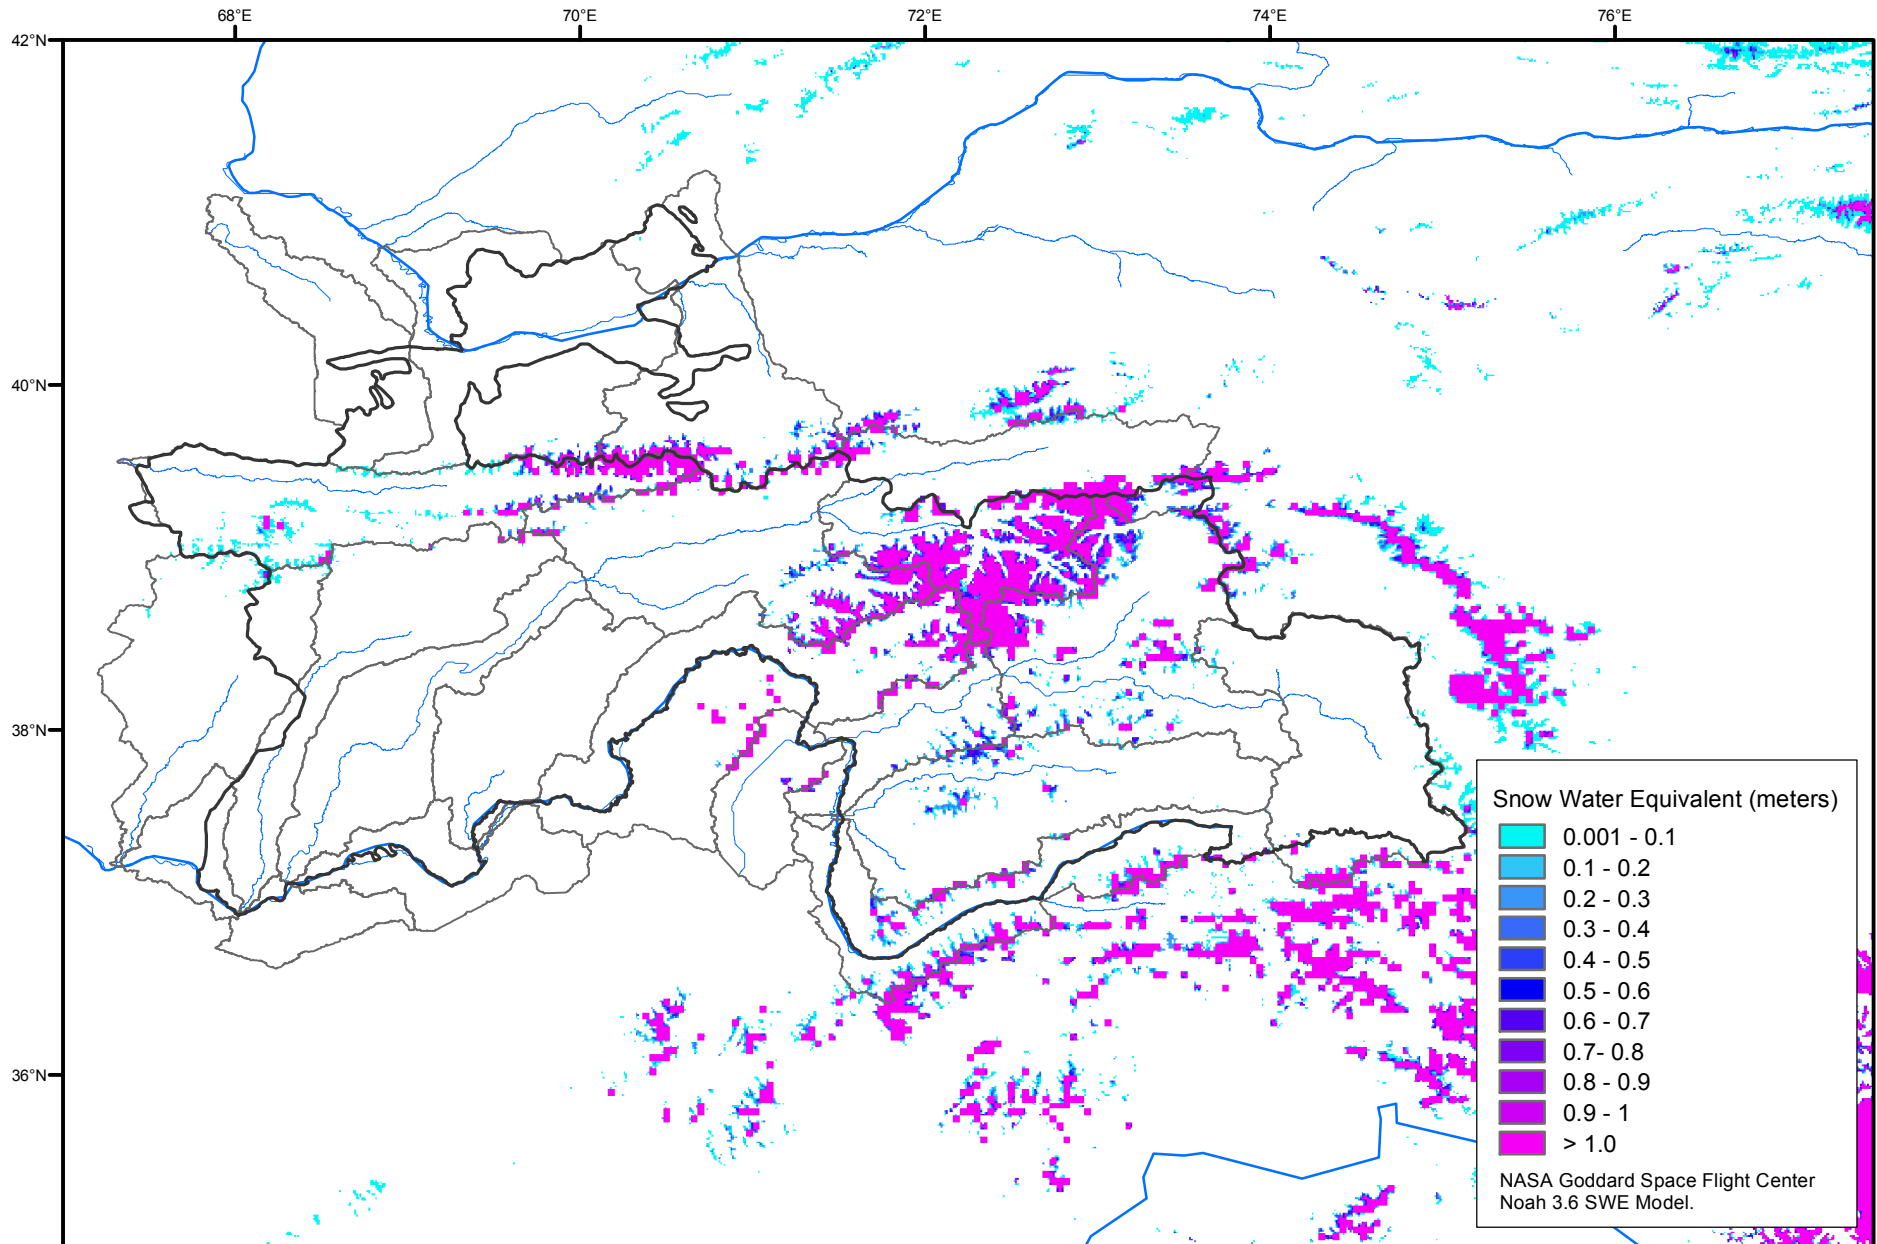 68°E
70°E
72°E
74°E
76°E
42°N
40°N
38°N
36°N
Snow Water Equivalent (meters)
0.001 - 0.1
0.1 - 0.2
0.2 - 0.3
0.3 - 0.4
0.4 - 0.5
0.5 - 0.6
0.6 - 0.7
0.7- 0.8
0.8 - 0.9
0.9 - 1
> 1.0
NASA Goddard Space Flight Center
Noah 3.6 SWE Model.